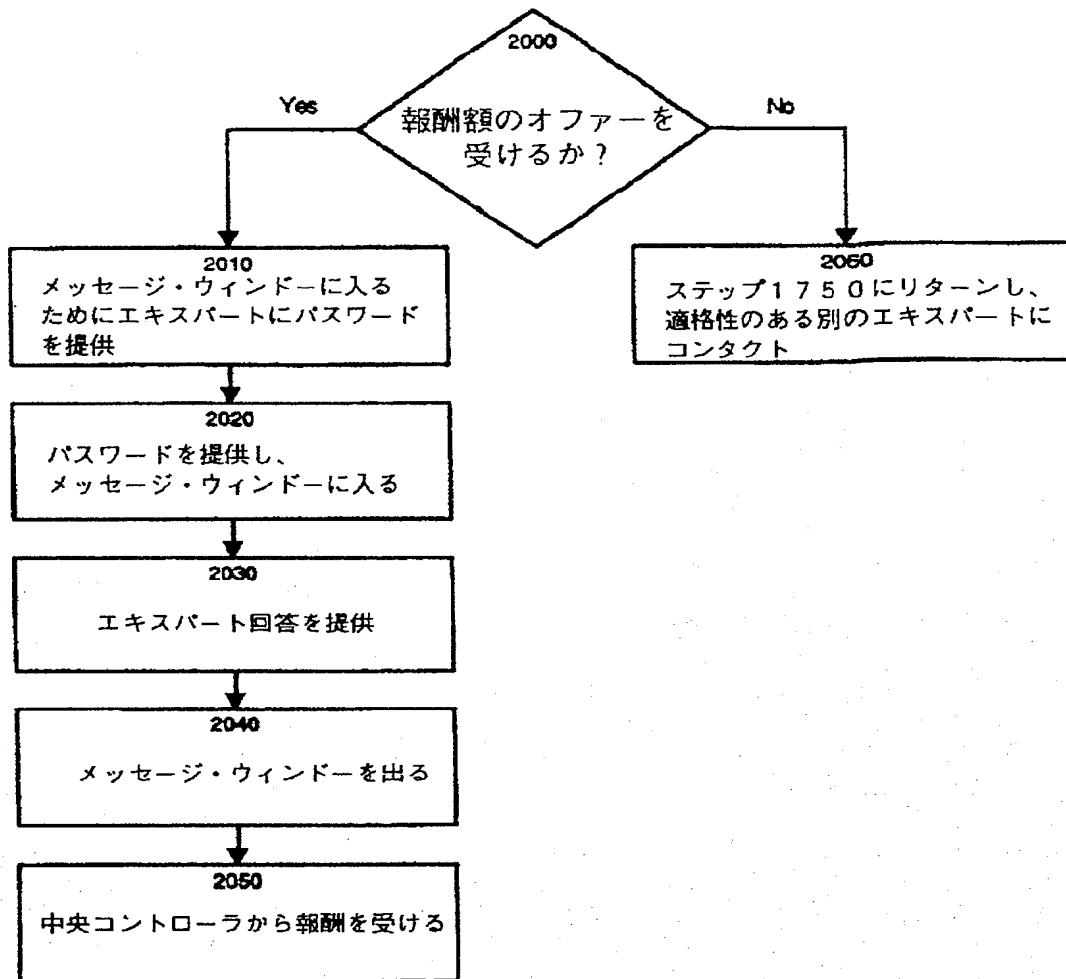 2000
報酬額のオファーを
受けるか？
Yes
No
2010
メッセージ・ウィンドーに入る
ためにエキスパートにパスワード
を提供
2060
ステップ１７５０にリターンし、
適格性のある別のエキスパートに
コンタクト
2020
パスワードを提供し、
メッセージ・ウィンドーに入る
2030
エキスパート回答を提供
2040
メッセージ・ウィンドーを出る
2050
中央コントローラから報酬を受ける